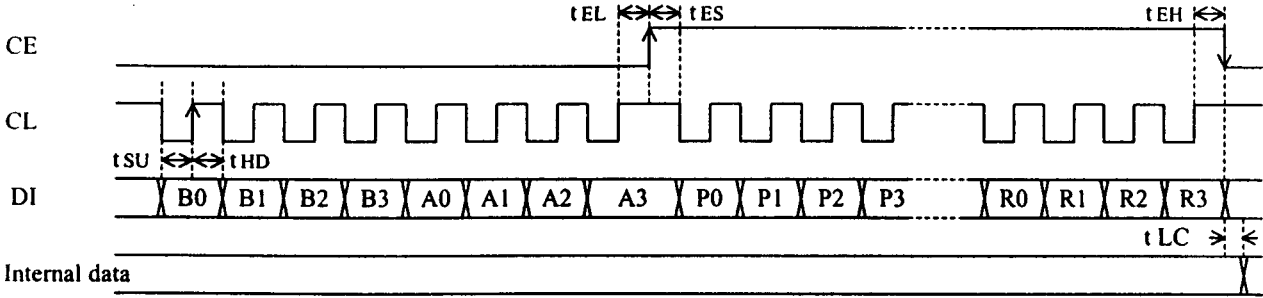 tEL tES tEH
CE
CL
tSU tHD
DI B0 B1 B2 B3 A0 A1 A2 A3 P0 P1 P2 P3 R0 R1 R2 R3
tLC
Internal data